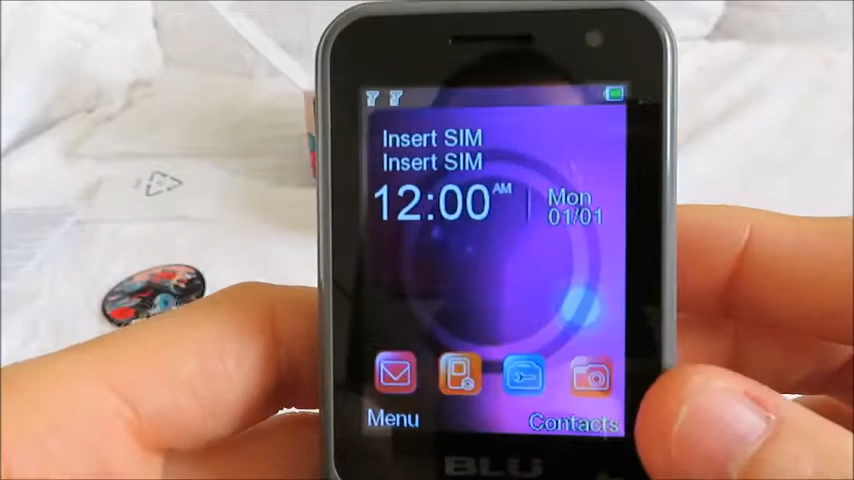 Insert SIM
Insert SIM
12:00 AM Mon
01/01
Menu Contacts
BLU